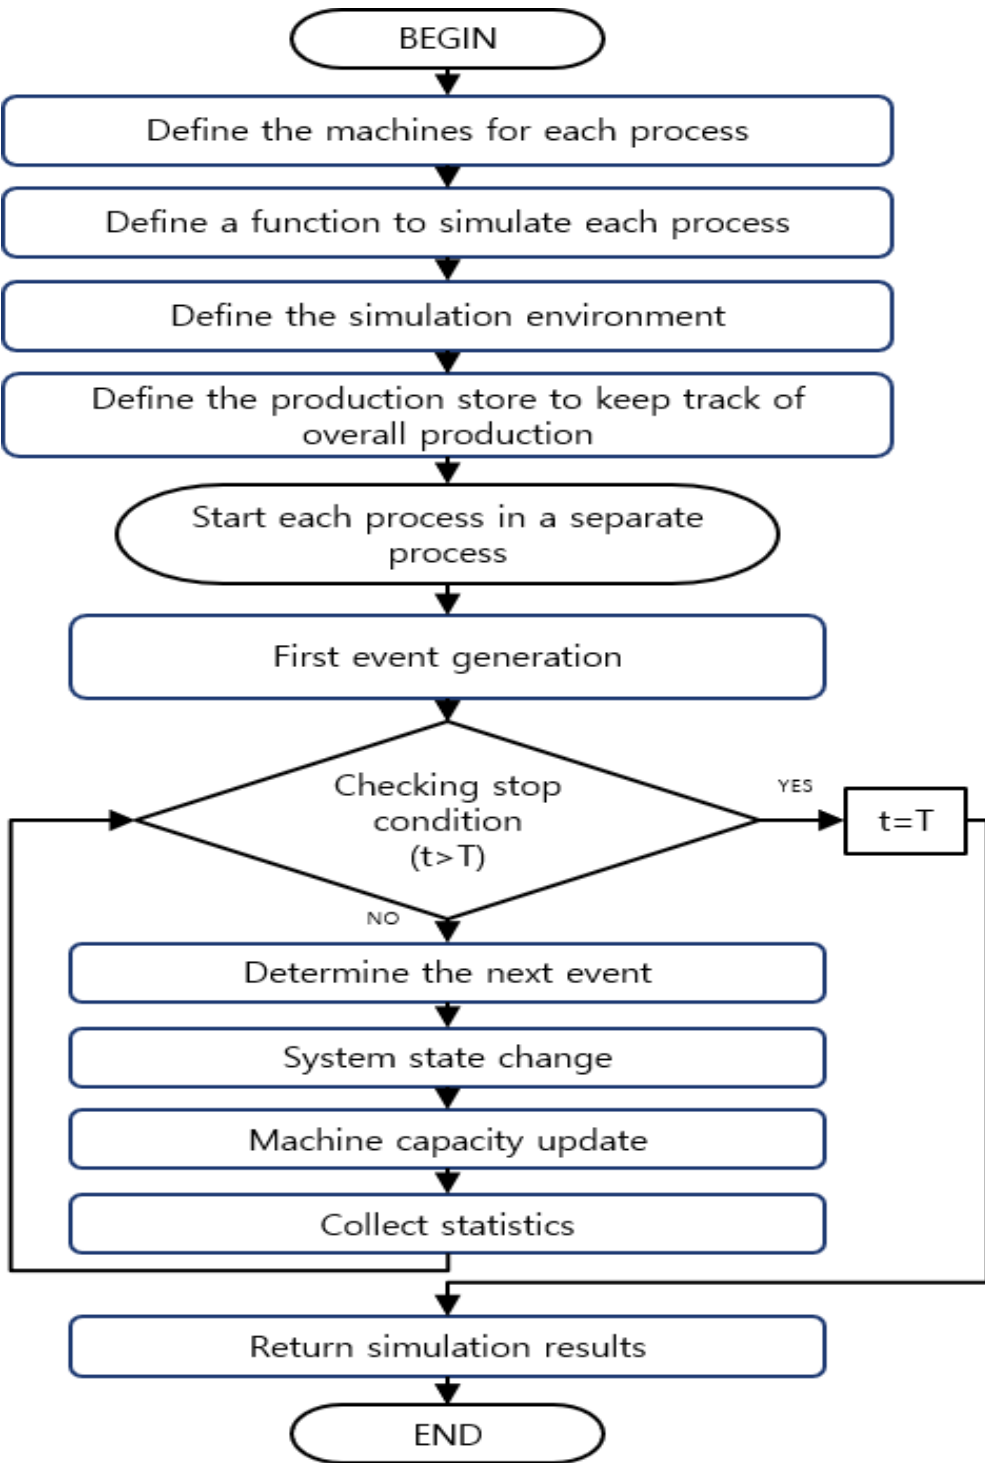 BEGIN
Define the machines for each process
Define a function to simulate each process
Define the simulation environment
Define the production store to keep track of
overall production
Start each process in a separate
process
First event generation
Checking stop
condition
(t>T)
YES
t=T
NO
Determine the next event
System state change
Machine capacity update
Collect statistics
Return simulation results
END